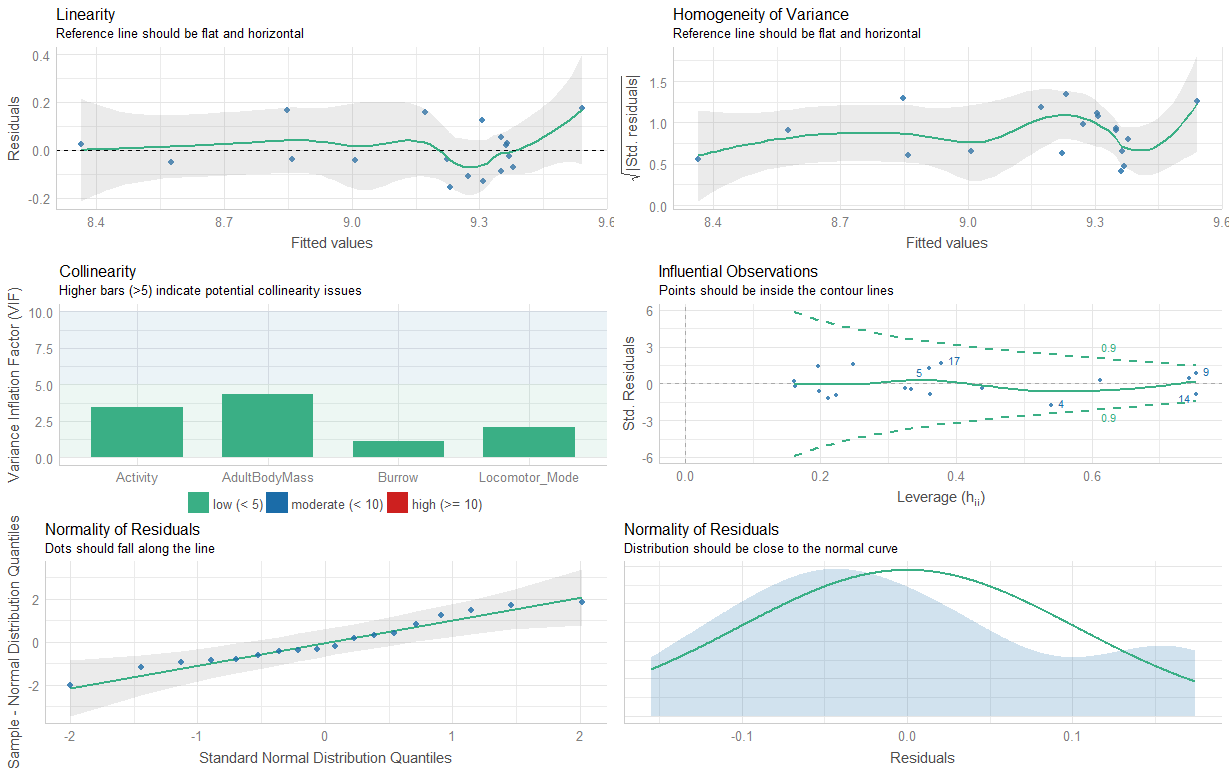 Linearity
Reference line should be flat and horizontal
Residuals
0.4
0.2
0.0
-0.2
8.4 8.7 9.0 9.3 9.6
Fitted values
Homogeneity of Variance
Reference line should be flat and horizontal
√|Std. residuals|
1.5
1.0
0.5
0.0
8.4 8.7 9.0 9.3 9.6
Fitted values
Collinearity
Higher bars (>5) indicate potential collinearity issues
Variance Inflation Factor (VIF)
10.0
7.5
5.0
2.5
0.0
Activity AdultBodyMass Burrow Locomotor_Mode
low (< 5) moderate (< 10) high (>= 10)
Influential Observations
Points should be inside the contour lines
Std. Residuals
6
3
0
-3
-6
0.9
5 17 9
4 14
0.9
0.0 0.2 0.4 0.6
Leverage (hii)
Normality of Residuals
Dots should fall along the line
Sample - Normal Distribution Quantiles
2
0
-2
-2 -1 0 1 2
Standard Normal Distribution Quantiles
Normality of Residuals
Distribution should be close to the normal curve
-0.1 0.0 0.1
Residuals